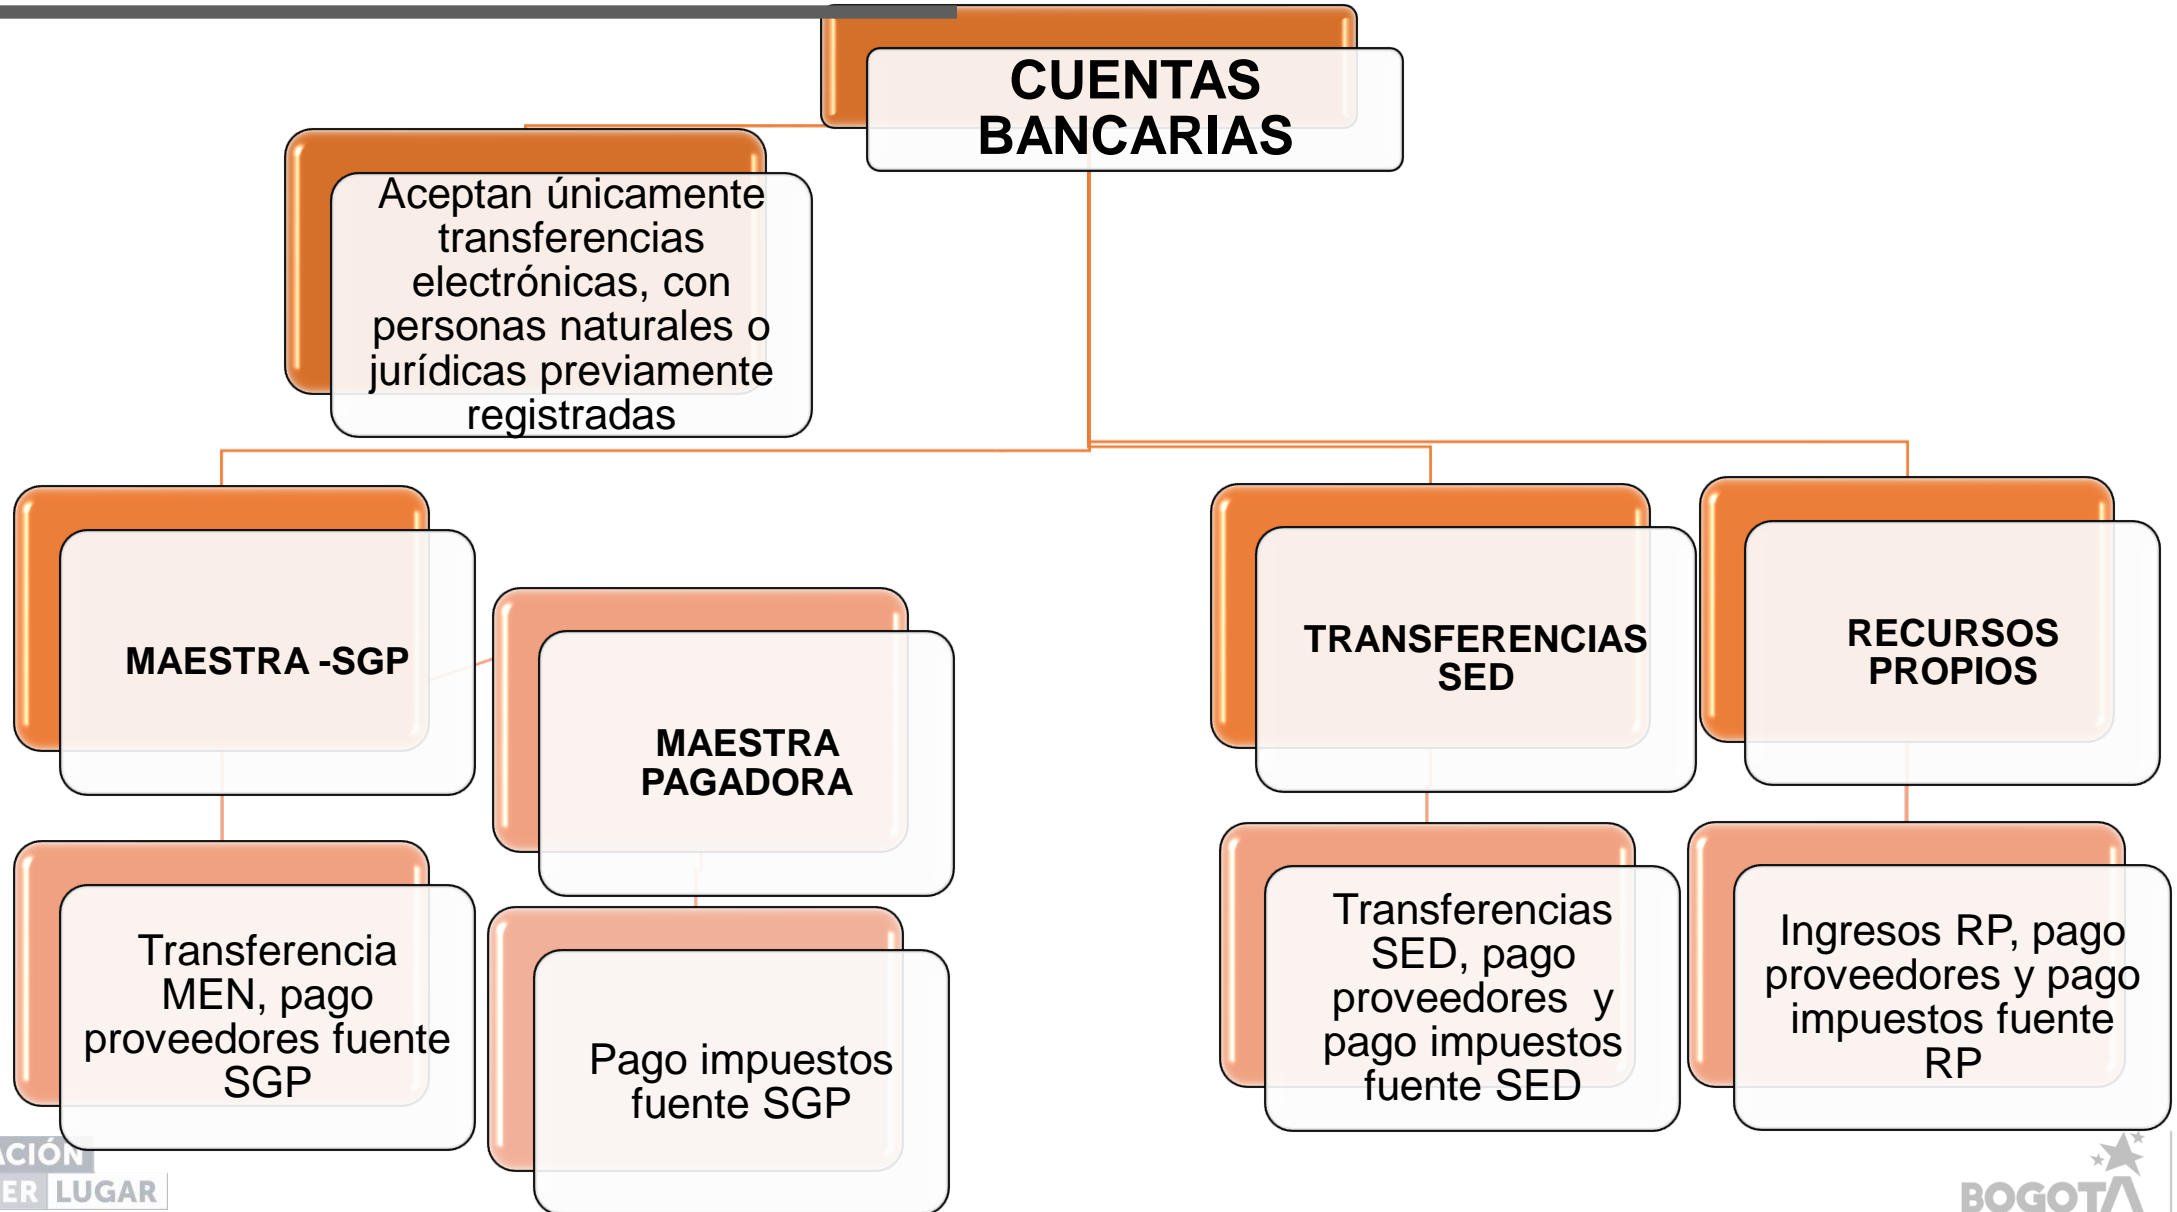 CUENTAS
BANCARIAS
Aceptan únicamente
transferencias
electrónicas, con
personas naturales o
jurídicas previamente
registradas
MAESTRA -SGP
MAESTRA
PAGADORA
TRANSFERENCIAS
SED
RECURSOS
PROPIOS
Transferencia
MEN, pago
proveedores fuente
SGP
Pago impuestos
fuente SGP
Transferencias
SED, pago
proveedores y
pago impuestos
fuente SED
Ingresos RP, pago
proveedores y pago
impuestos fuente
RP
LUGAR
BOGOTÁ